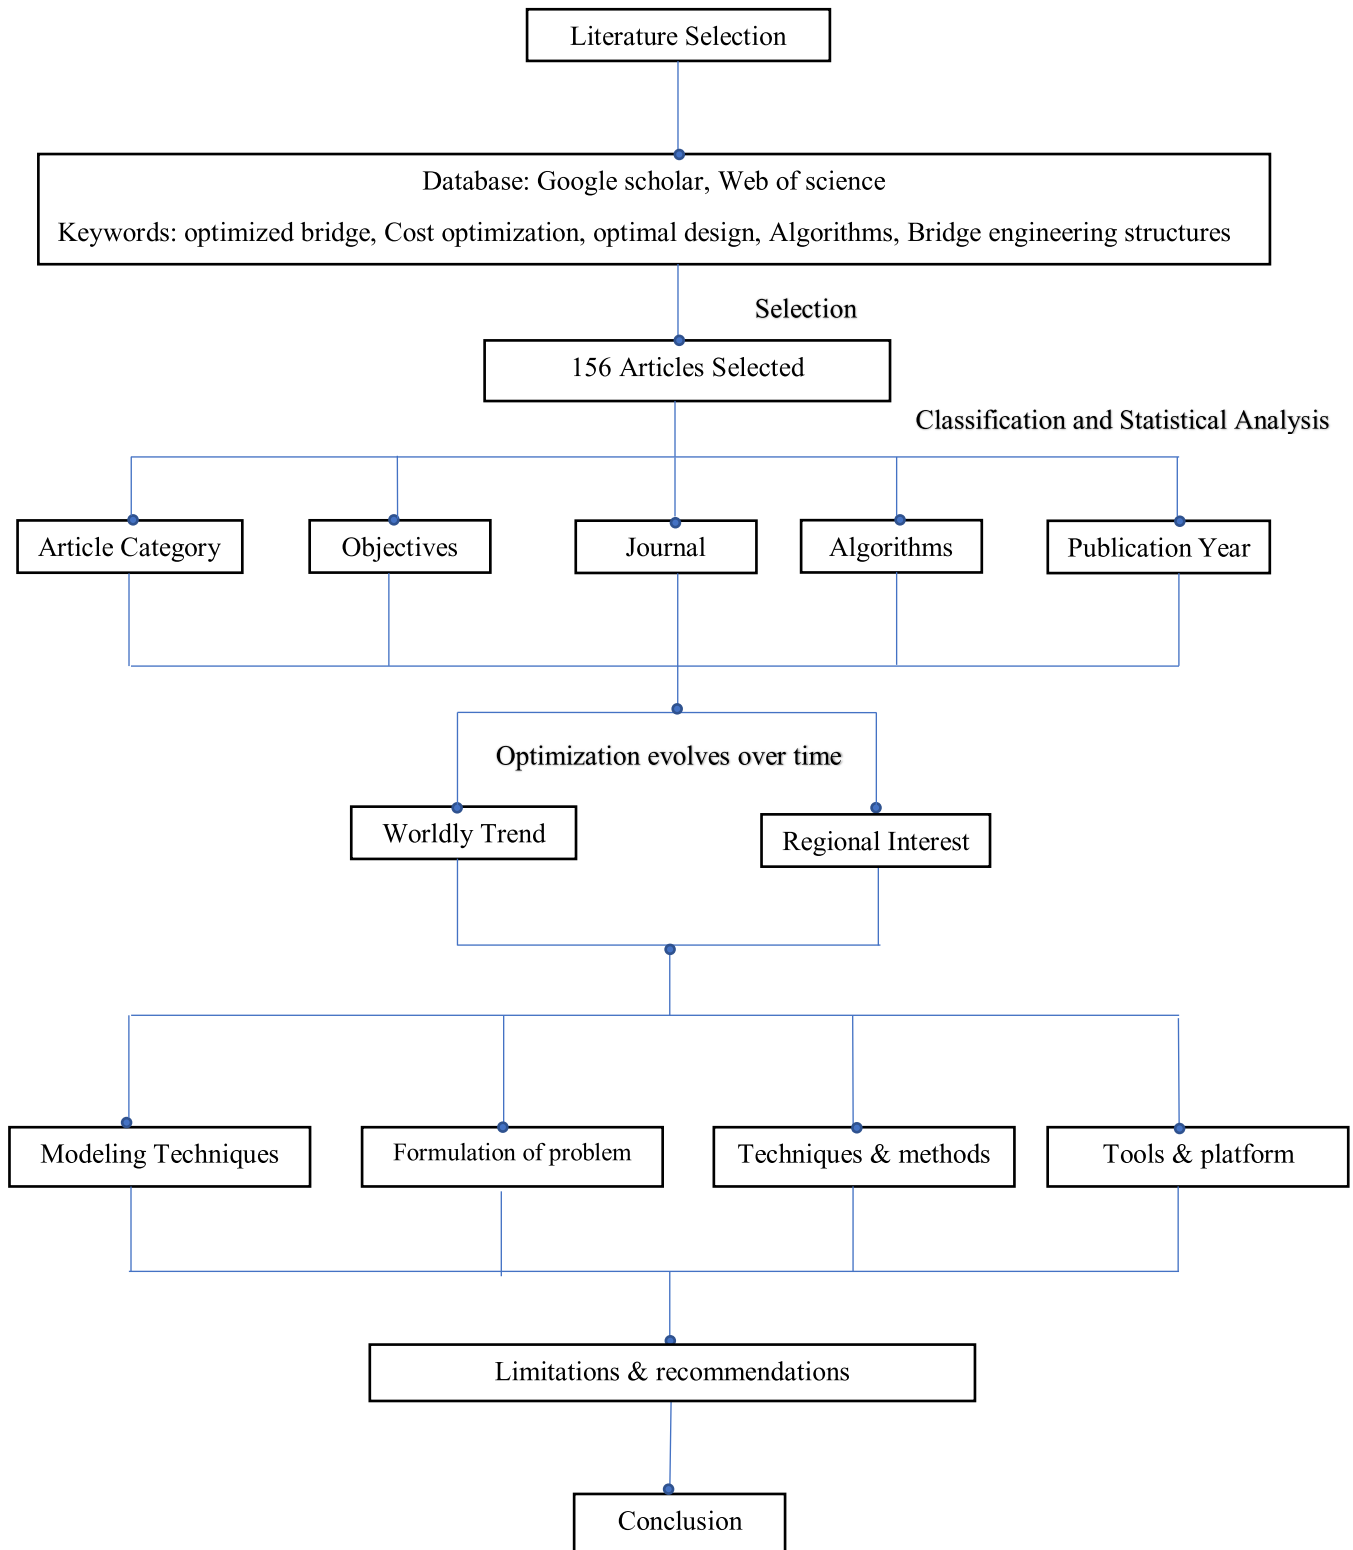 Literature Selection
Database: Google scholar, Web of science
Keywords: optimized bridge, Cost optimization, optimal design, Algorithms, Bridge engineering structures
Selection
156 Articles Selected
Classification and Statistical Analysis
Article Category
Objectives
Journal
Algorithms
Publication Year
Optimization evolves over time
Worldly Trend
Regional Interest
Modeling Techniques
Formulation of problem
Techniques & methods
Tools & platform
Limitations & recommendations
Conclusion